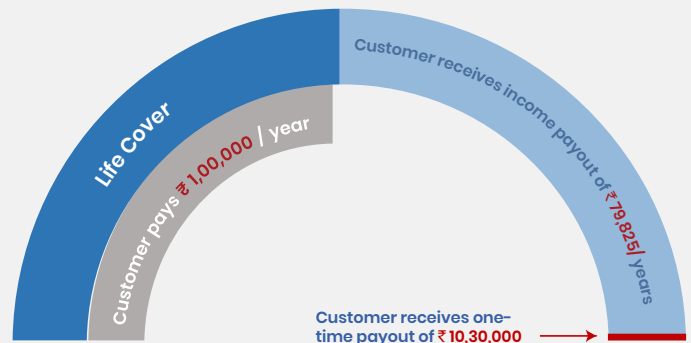 Life Cover
Customer pays ₹ 1,00,000 / year
Customer receives income payout of ₹ 79,825/ years
Customer receives one-
time payout of ₹ 10,30,000